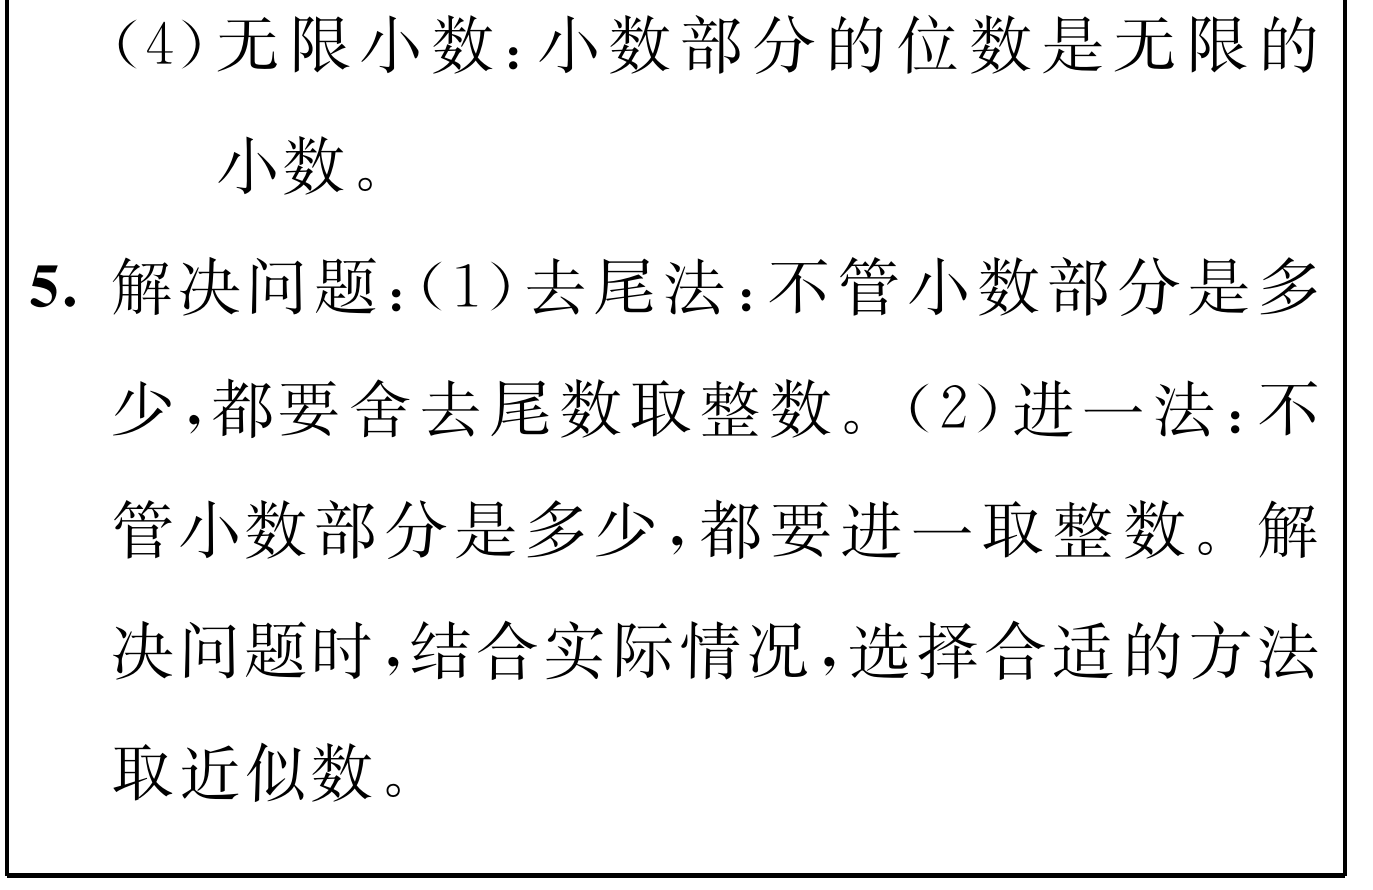 (4)无限小数:小数部分的位数是无限的
小数。
5. 解决问题:(1)去尾法:不管小数部分是多
少,都要舍去尾数取整数。(2)进一法:不
管小数部分是多少,都要进一取整数。解
决问题时,结合实际情况,选择合适的方法
取近似数。